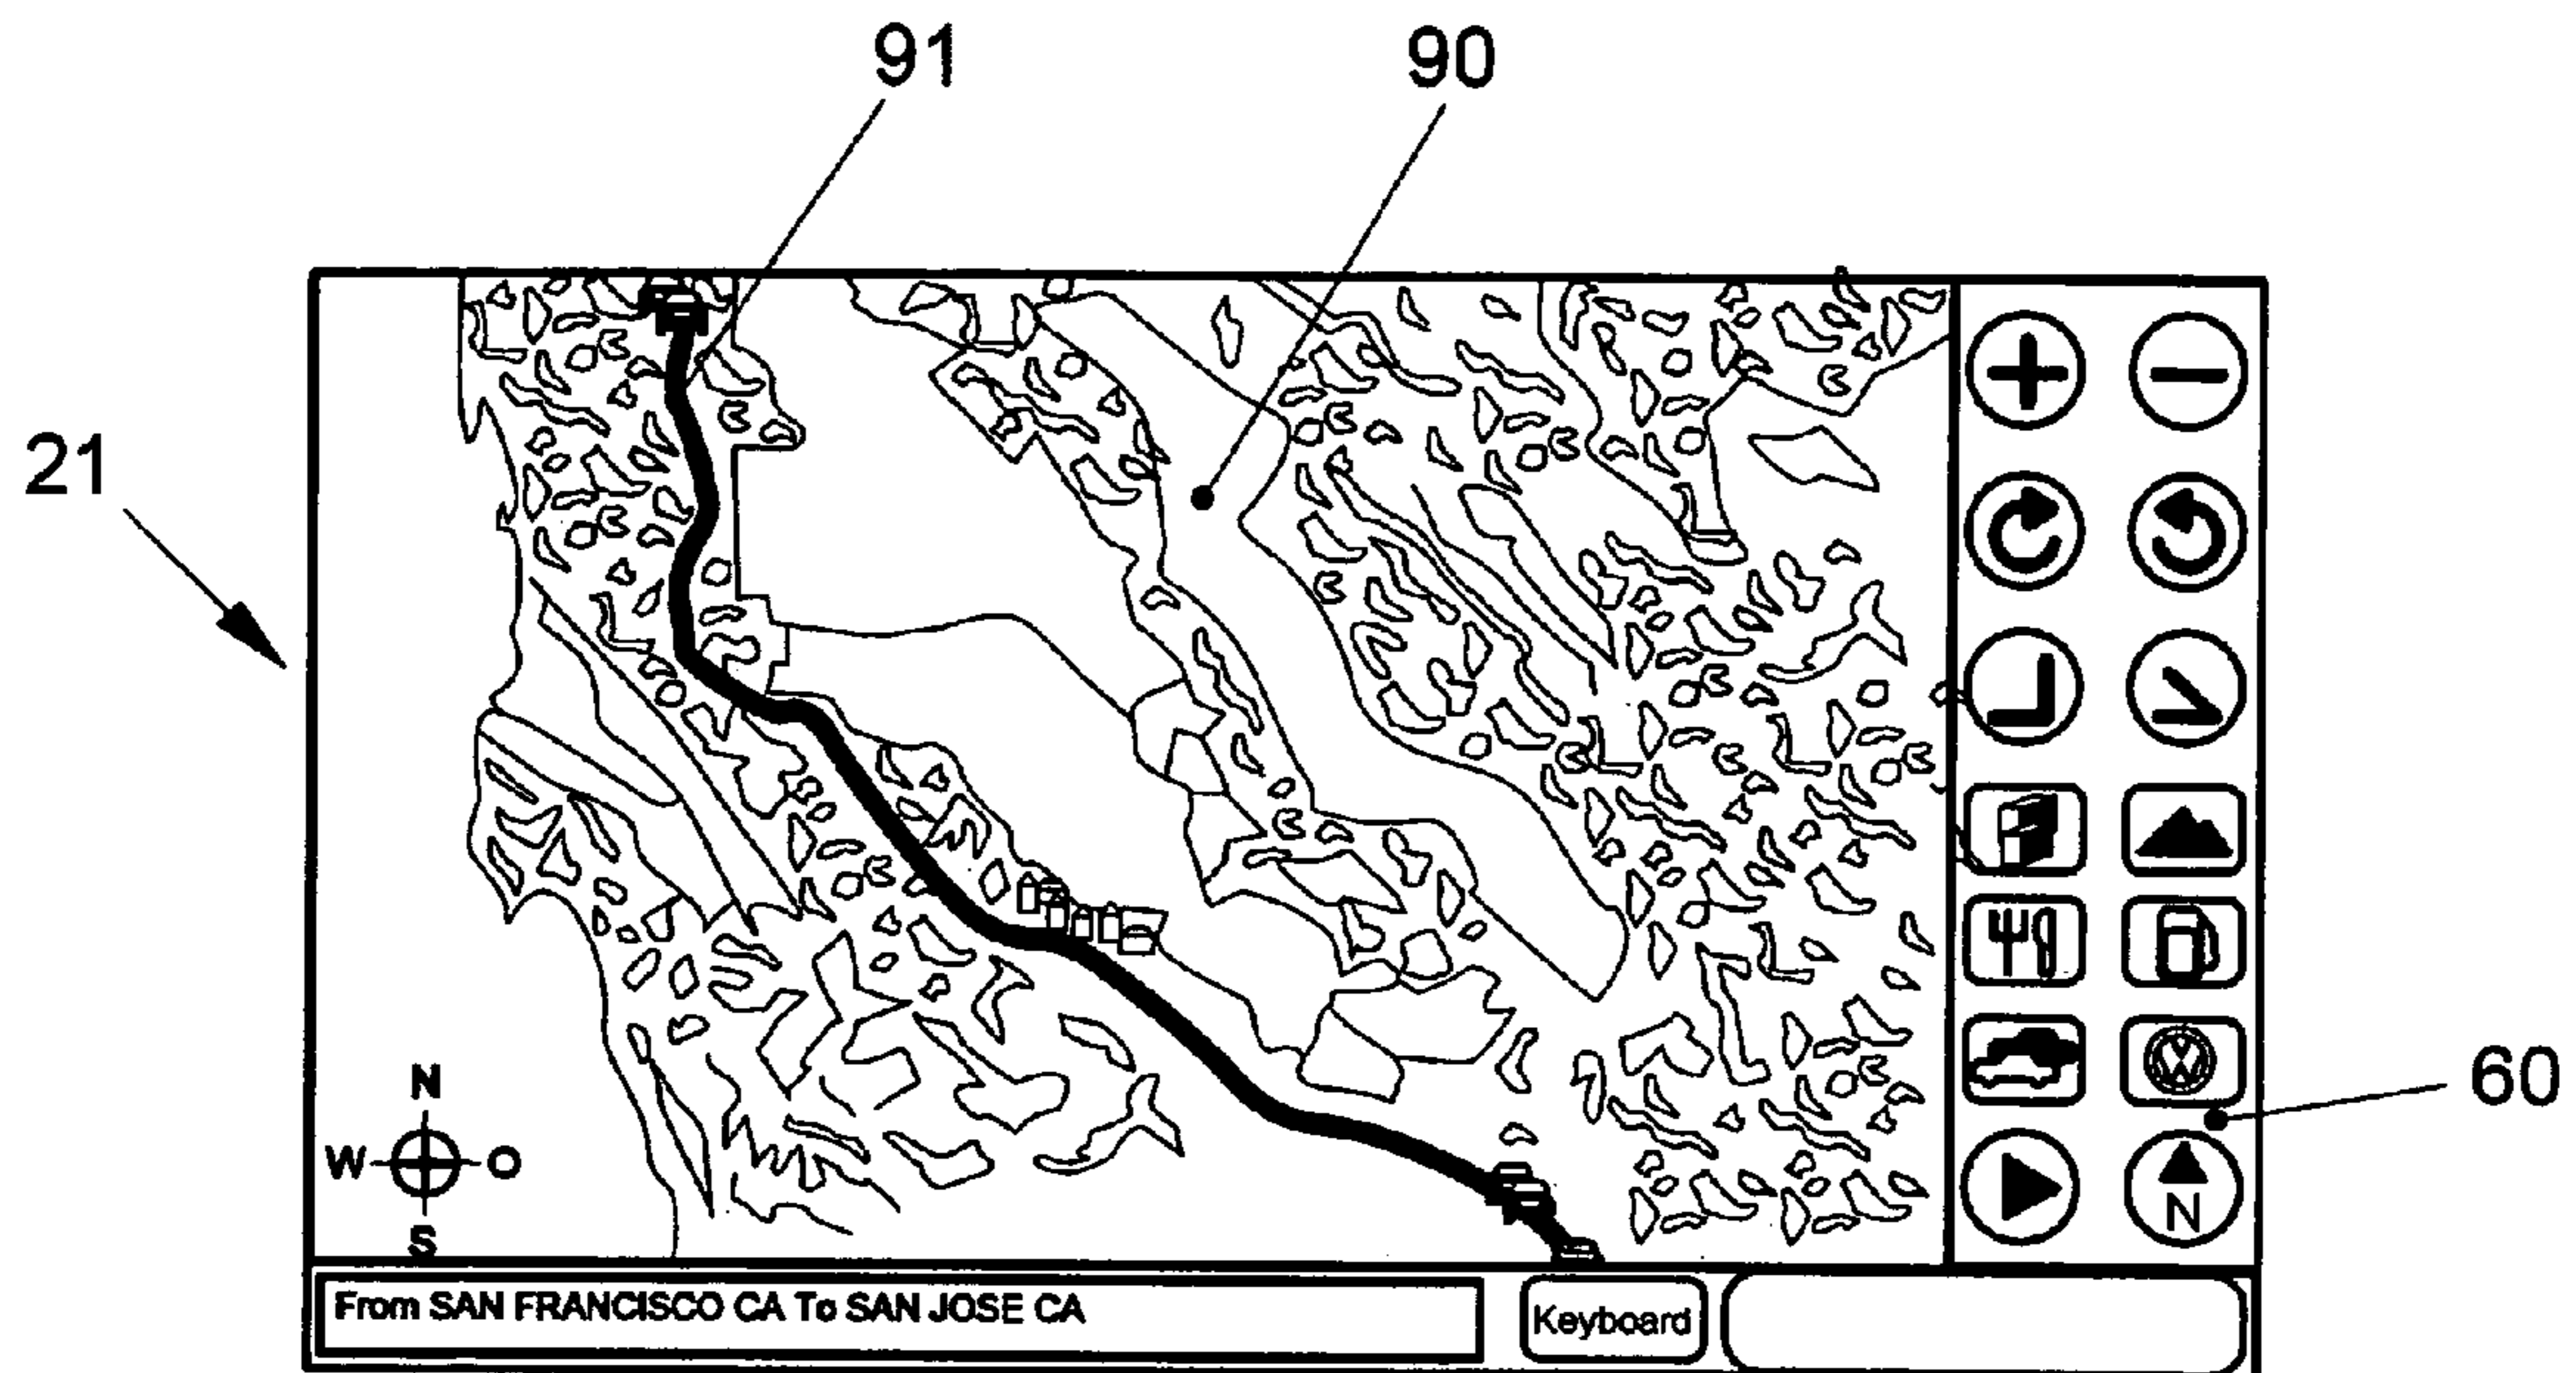 91
90
21
60
N
W O
S
N
From SAN FRANCISCO CA To SAN JOSE CA
Keyboard